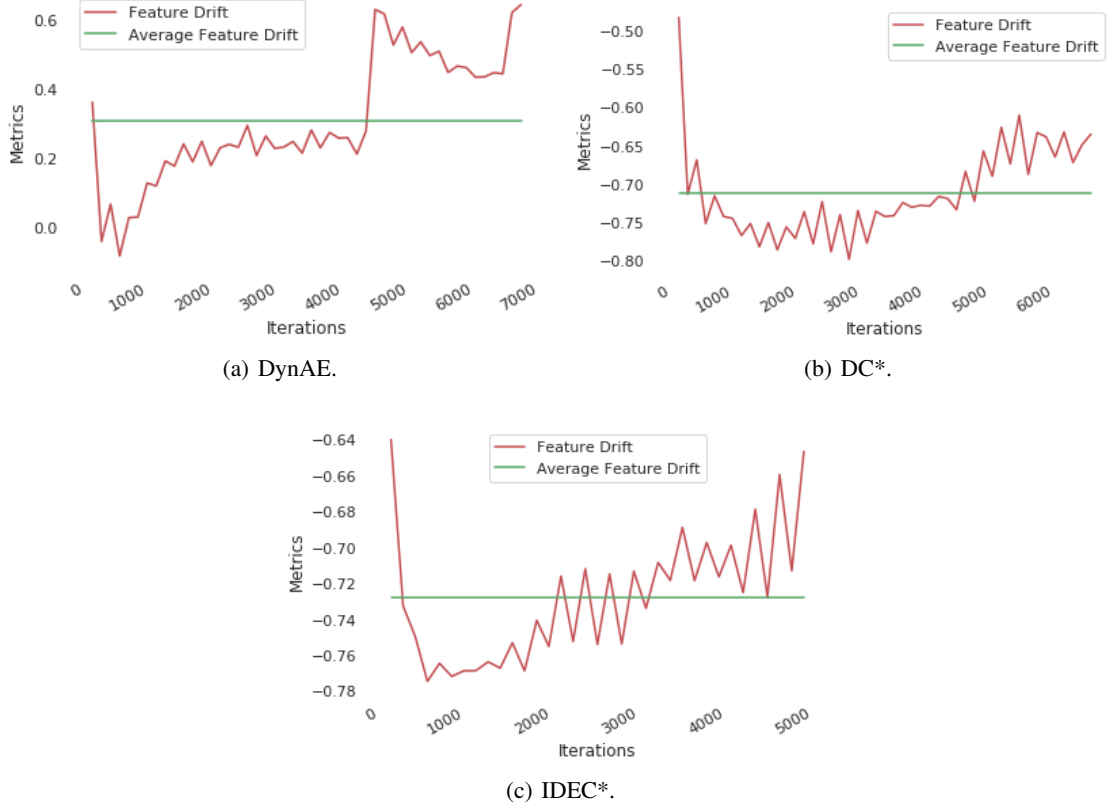 0.6
0.4
0.2
0.0
Metrics
Feature Drift
Average Feature Drift
0
1000
2000
3000
4000
5000
6000
7000
Iterations
(a) DynAE.
−0.50
−0.55
−0.60
−0.65
−0.70
−0.75
−0.80
Metrics
Feature Drift
Average Feature Drift
0
1000
2000
3000
4000
5000
6000
Iterations
(b) DC*.
−0.64
−0.66
−0.68
−0.70
−0.72
−0.74
−0.76
−0.78
Metrics
Feature Drift
Average Feature Drift
0
1000
2000
3000
4000
5000
Iterations
(c) IDEC*.